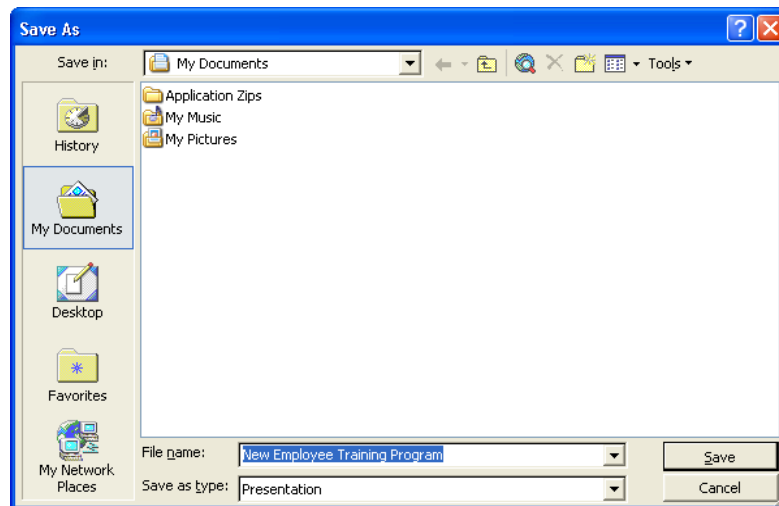 Save As
Save in: My Documents Tools
Application Zips
My Music
My Pictures
History
My Documents
Desktop
Favorites
My Network
Places
File name: New Employee Training Program Save
Save as type: Presentation Cancel